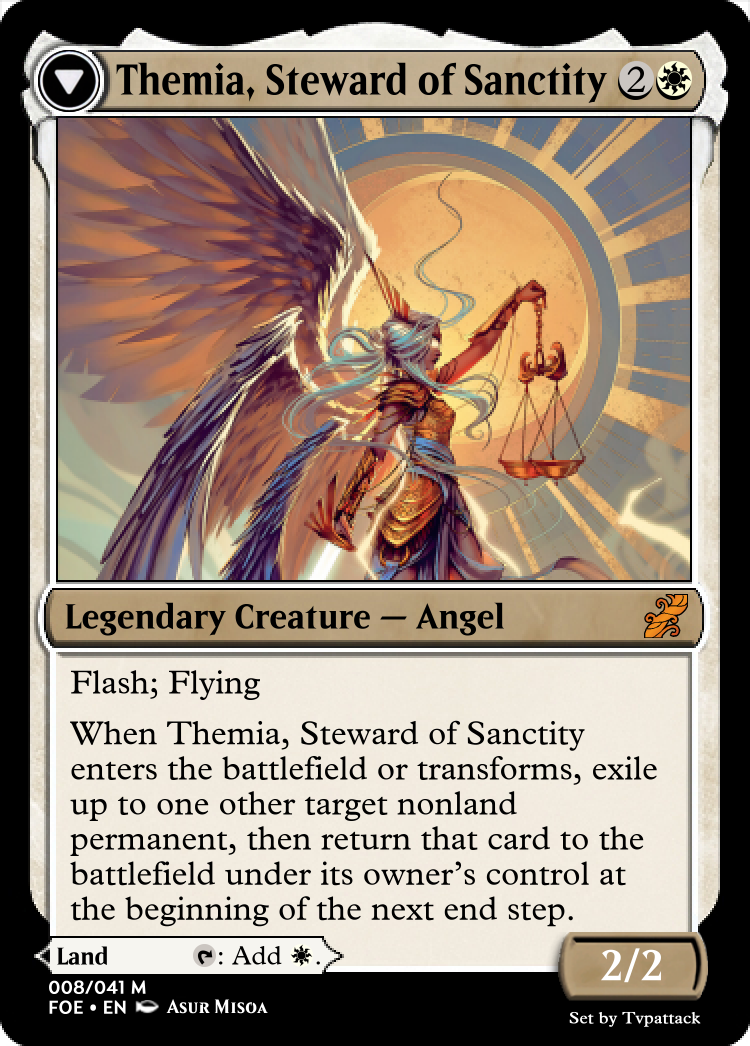 Themia, Steward of Sanctity 2
Legendary Creature — Angel
Flash; Flying
When Themia, Steward of Sanctity
enters the battlefield or transforms, exile
up to one other target nonland
permanent, then return that card to the
battlefield under its owner's control at
the beginning of the next end step.
Land : Add .
2/2
008/041 M
FOE • EN Asur Misoa
Set by Tvpattack